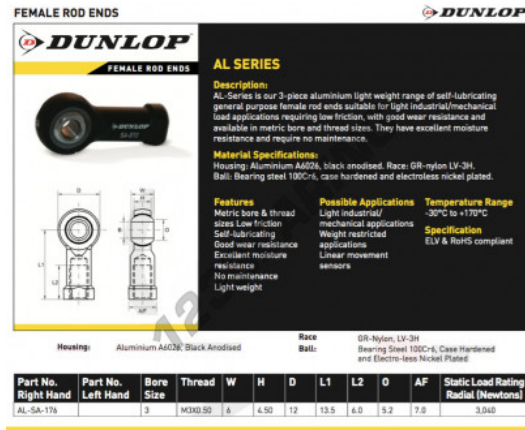 FEMALE ROD ENDS
DUNLOP
DUNLOP
FEMALE ROD ENDS
AL SERIES
Description:
AL-Series is our 3-piece aluminium light weight range of self-lubricating
general purpose female rod ends suitable for light industrial/mechanical
load applications requiring low friction, with good wear resistance and
available in metric bore and thread sizes. They have excellent moisture
resistance and require no maintenance.
Material Specifications:
Housing: Aluminium A6026, black anodised. Race: GR-nylon LV-3H.
Ball: Bearing steel 100Cr6, case hardened and electroless nickel plated.
DUNLOP
D
W
H
B
O
L1
L2
AF
Features
Metric bore & thread
sizes Low friction
Self-lubricating
Good wear resistance
Excellent moisture
resistance
No maintenance
Light weight
Possible Applications
Light industrial/
mechanical applications
Weight restricted
applications
Linear movement
sensors
Temperature Range
-30°C to +170°C
Specification
ELV & RoHS compliant
Housing: Aluminium A6026, Black Anodised
Race GR-Nylon, LV-3H
Ball: Bearing Steel 100Cr6, Case Hardened
and Electro-less Nickel Plated
Part No. Right Hand Part No. Left Hand Bore Size Thread W H D L1 L2 O AF Static Load Rating Radial (Newtons)
AL-SA-176 3 M3X0.50 6 4.50 12 13.5 6.0 5.2 7.0 3,040